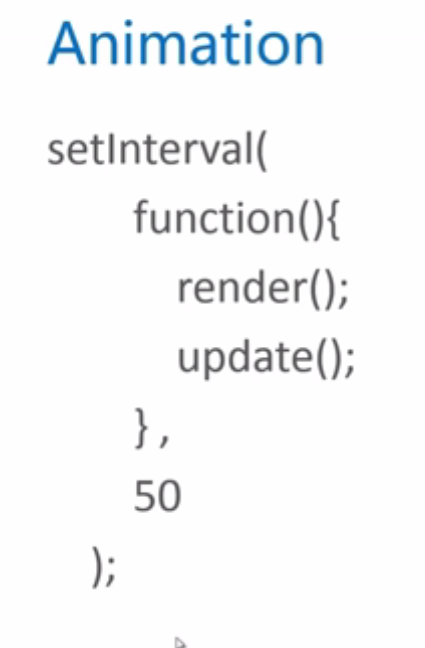 Animation
setInterval(
function(){
render();
update();
} ,
50
);